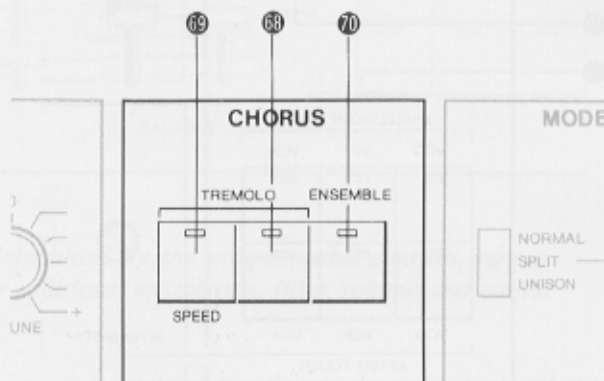 69 68 70
CHORUS
MODE
TREMOLO ENSEMBLE
NORMAL
SPLIT
UNISON
UNE
SPEED